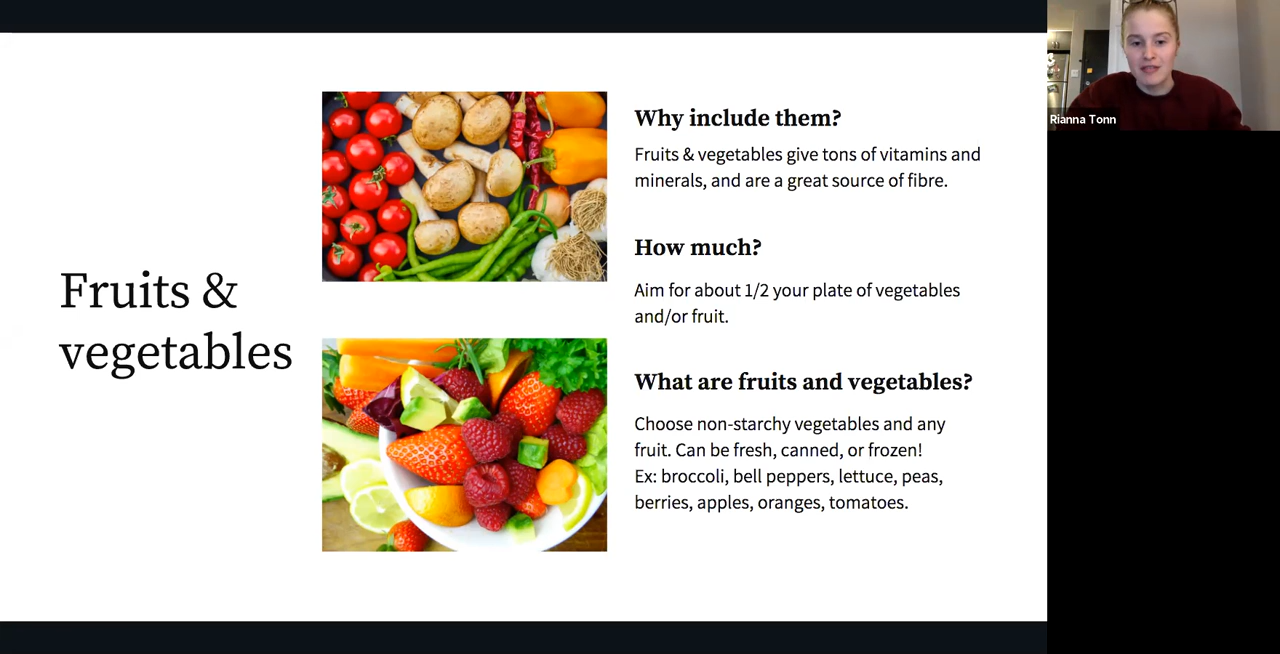 Fruits &
vegetables
Why include them?
Fruits & vegetables give tons of vitamins and
minerals, and are a great source of fibre.
How much?
Aim for about 1/2 your plate of vegetables
and/or fruit.
What are fruits and vegetables?
Choose non-starchy vegetables and any
fruit. Can be fresh, canned, or frozen!
Ex: broccoli, bell peppers, lettuce, peas,
berries, apples, oranges, tomatoes.
Rianna Tonn